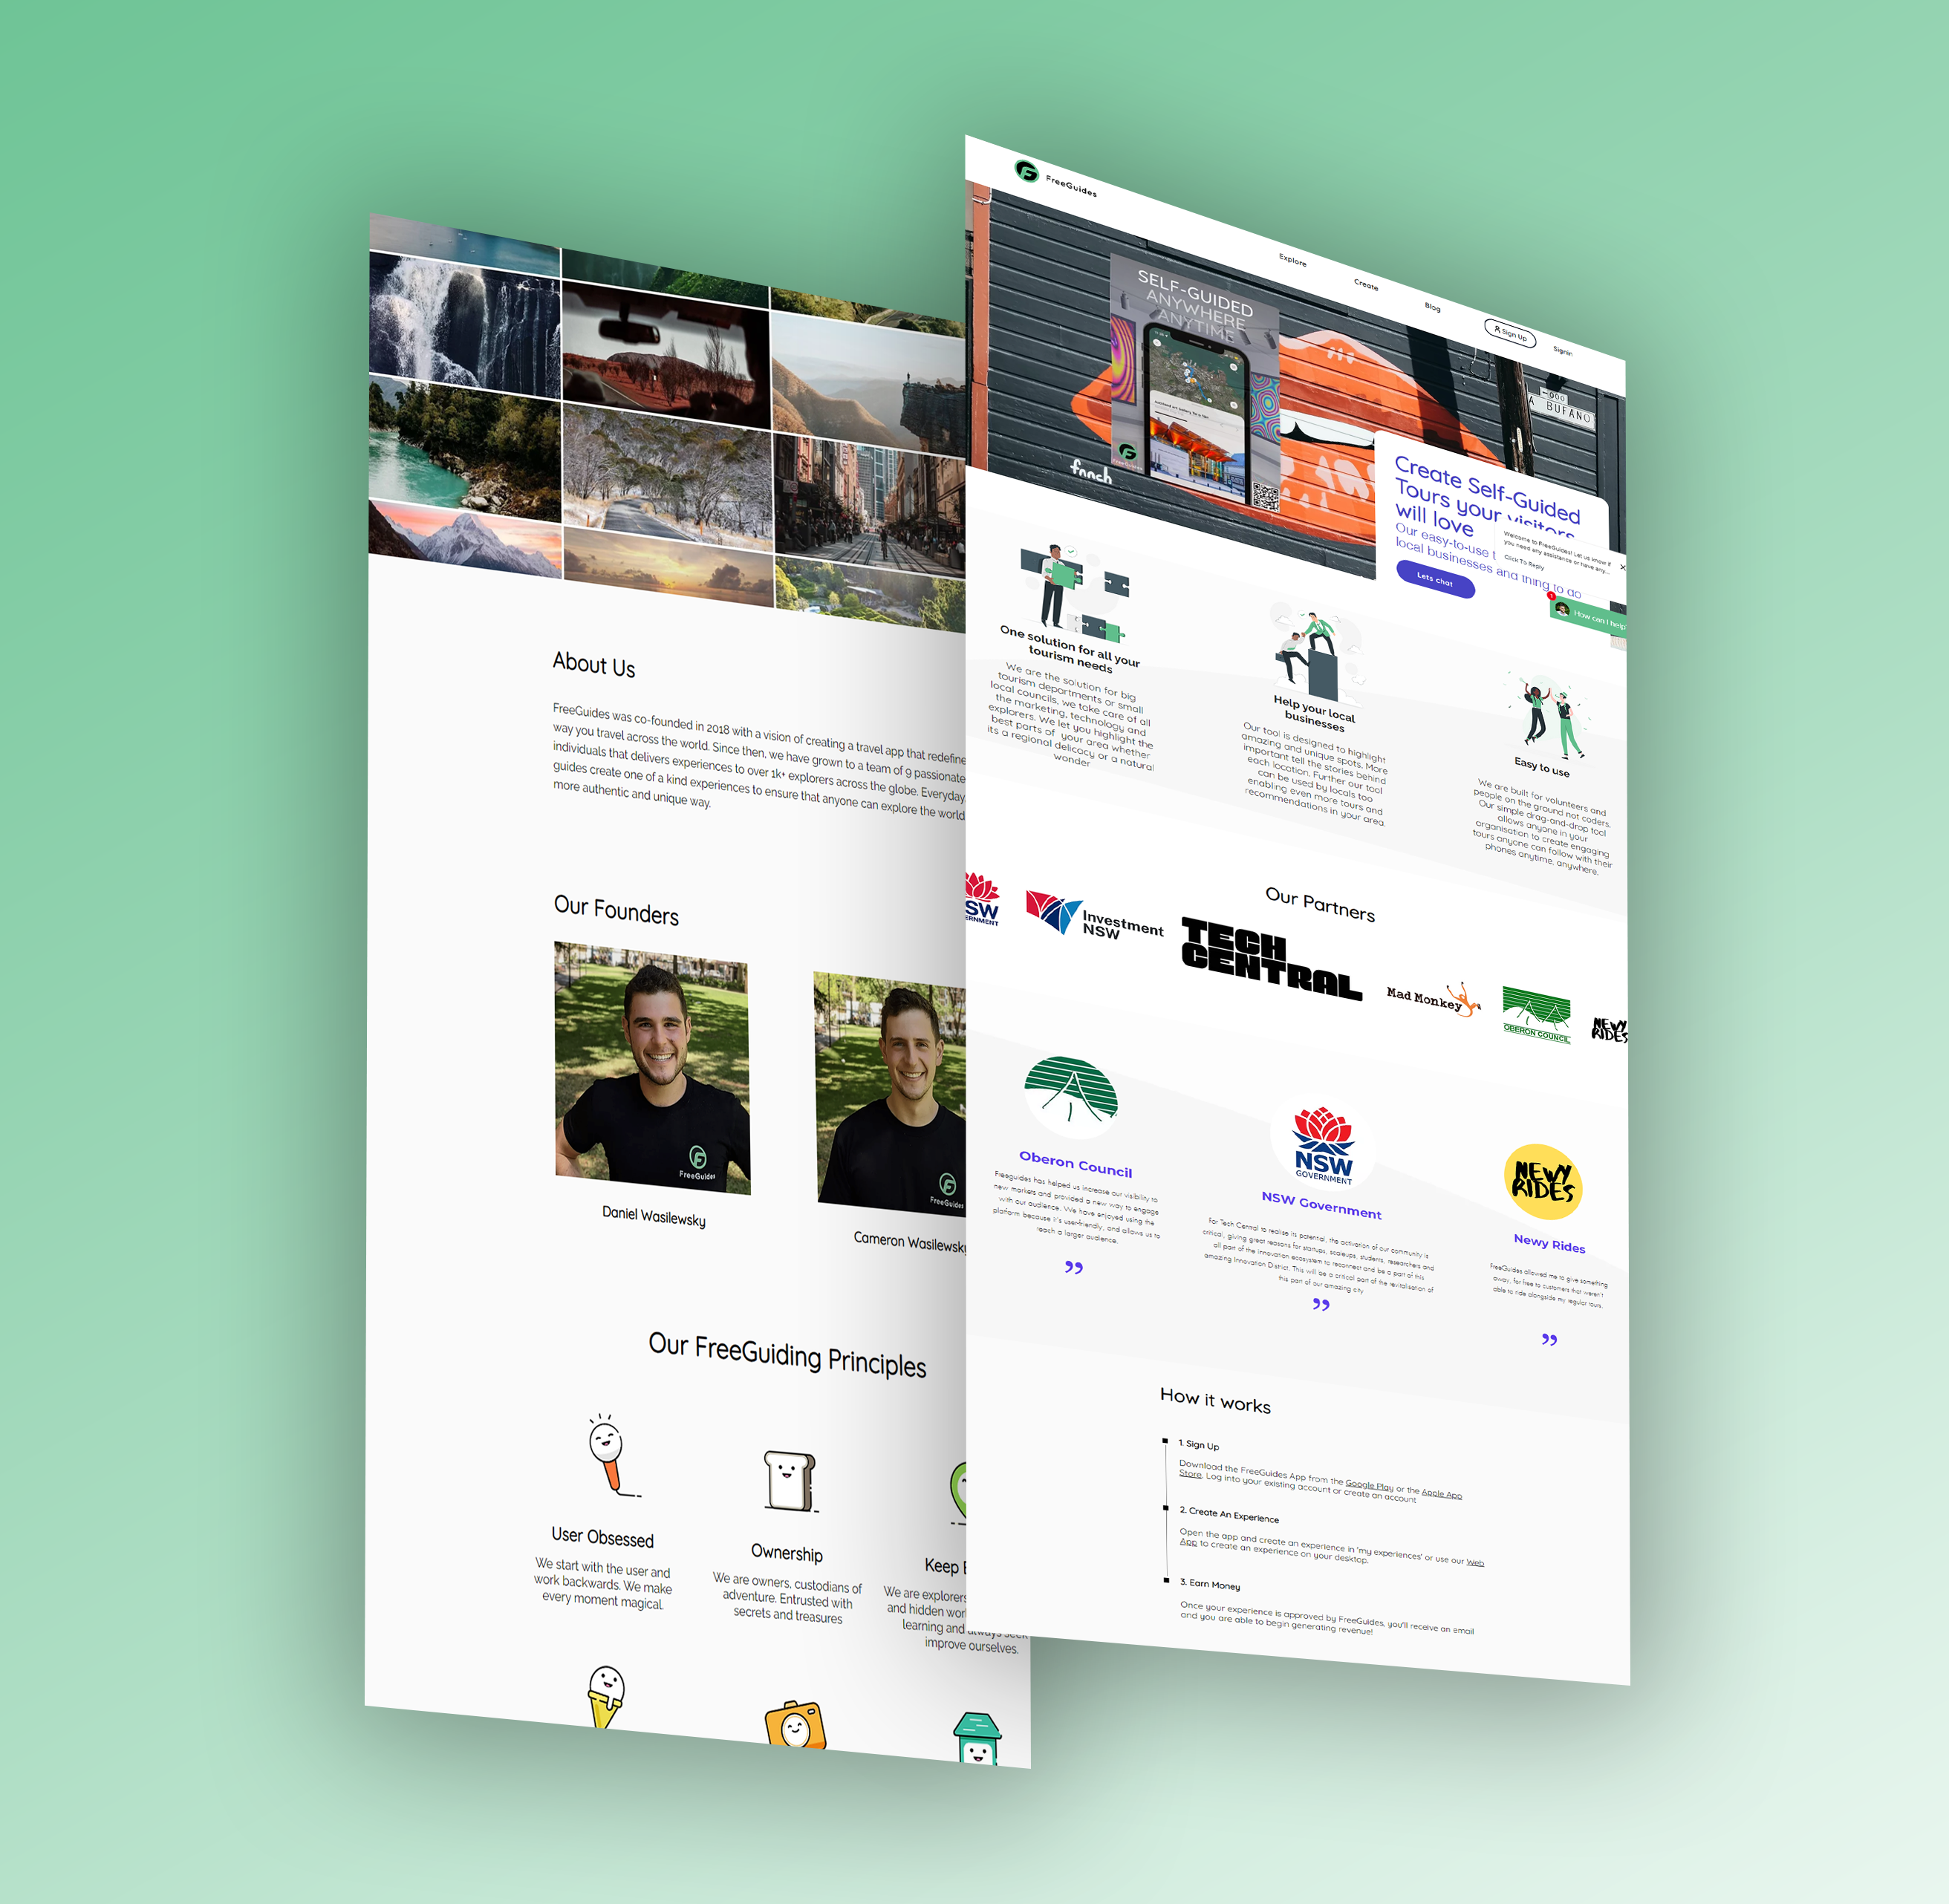 About Us
FreeGuides was co-founded in 2018 with a vision of creating a travel app that redefine
way you travel across the world. Since then, we have grown to a team of 9 passionate
individuals that delivers experiences to over 1k+ explorers across the globe. Everyday
guides create one of a kind experiences to ensure that anyone can explore the world
more authentic and unique way.
Our Founders
FreeGuides
FreeGuides
Daniel Wasilewsky
Cameron Wasilewsky
Our FreeGuiding Principles
User Obsessed
We start with the user and
work backwards. We make
every moment magical.
Ownership
We are owners, custodians of
adventure. Entrusted with
secrets and treasures
Keep
We are explorers
and hidden
learning and always seek
improve ourselves.
FreeGuides
Explore
Create
Blog
Sign Up
Signin
SELF-GUIDED
ANYWHERE
ANYTIME
FreeGuides
A BUFANO
Create Self-Guided
Tours your visitors
will love
Our easy-to-use
local businesses and thing to do
Lets chat
Welcome to FreeGuides! Let us know if
you need any assistance or have any...
Click To Reply
1
How can I help
One solution for all your
tourism needs
We are the solution for big
tourism departments or small
local councils, we take care of all
the marketing, technology and
explorers. We let you highlight the
best parts of your area whether
its a regional delicacy or a natural
wonder
Help your local
businesses
Our tool is designed to highlight
amazing and unique spots. More
important tell the stories behind
each location. Further our tool
can be used by locals too
enabling even more tours and
recommendations in your area.
Easy to use
We are built for volunteers and
people on the ground not coders.
Our simple drag-and-drop tool
allows anyone in your
organisation to create engaging
tours anyone can follow with their
phones anytime, anywhere.
Our Partners
SW
ERNMENT
Investment
NSW
TECH
CENTRAL
Mad Monkey
OBERON COUNCIL
NEWY
RIDES
Oberon Council
Freeguides has helped us increase our visibility to
new markets and provided a new way to engage
with our audience. We have enjoyed using the
platform because it's user-friendly, and allows us to
reach a larger audience.
”
NSW
GOVERNMENT
NSW Government
For Tech Central to realise its potential, the activation of our community is
critical, giving great reasons for startups, scaleups, students, researchers and
all part of the innovation ecosystem to reconnect and be a part of this
amazing Innovation District. This will be a critical part of the revitalisation of
this part of our amazing city
”
NEWY
RIDES
Newy Rides
FreeGuides allowed me to give something
away, for free to customers that weren't
able to ride alongside my regular tours.
”
How it works
1. Sign Up
Download the FreeGuides App from the Google Play or the Apple App
Store. Log into your existing account or create an account
2. Create An Experience
Open the app and create an experience in 'my experiences' or use our Web
App to create an experience on your desktop.
3. Earn Money
Once your experience is approved by FreeGuides, you'll receive an email
and you are able to begin generating revenue!